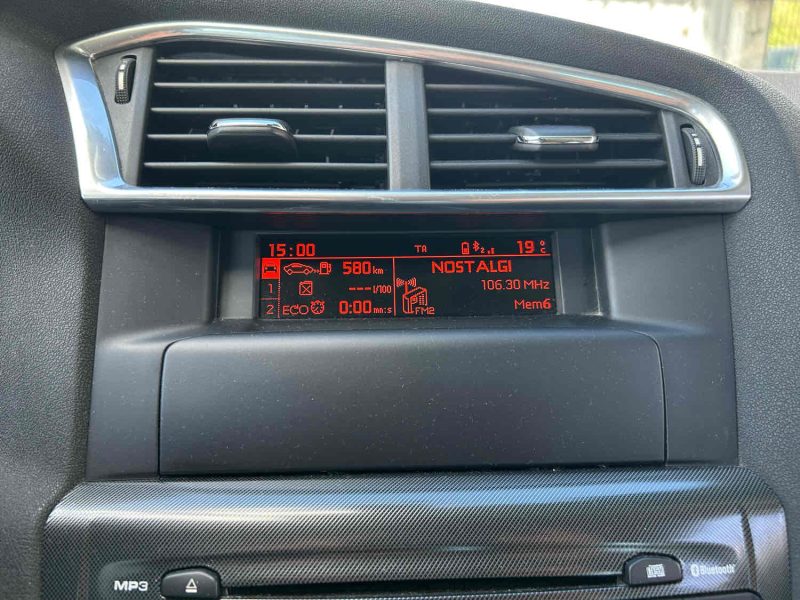 15:00 TA 2 19 °C
580 km
1 --- l/100
2 ECO 0:00 mn:s
NOSTALGI
106.30 MHz
FM2 Mem6
MP3 Bluetooth